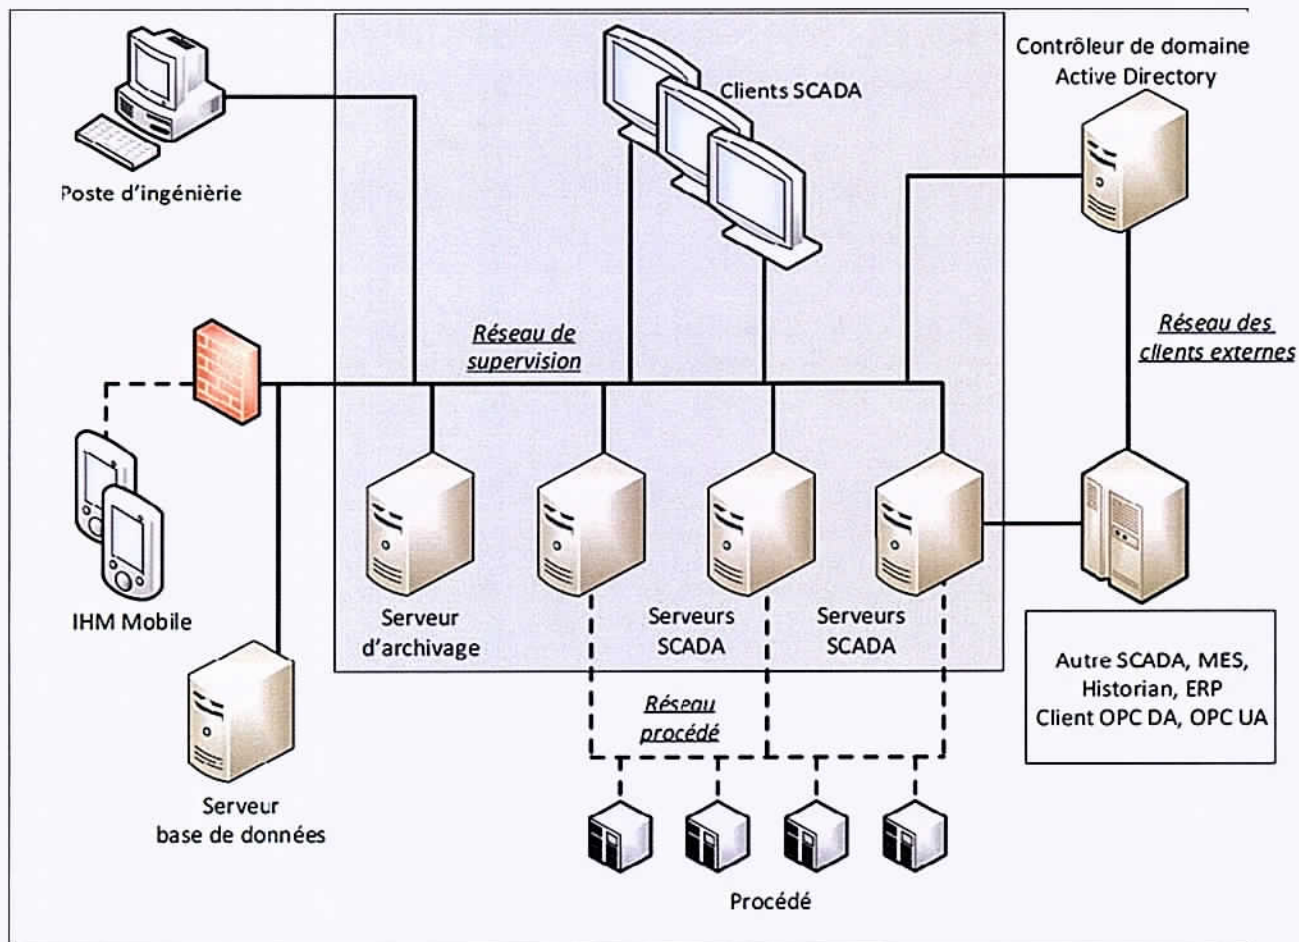 Contrôleur de domaine
Active Directory
Clients SCADA
Poste d'ingénièrie
Réseau de
supervision
Réseau des
clients externes
IHM Mobile
Serveur
d'archivage
Serveurs
SCADA
Serveurs
SCADA
Autre SCADA, MES,
Historian, ERP
Client OPC DA, OPC UA
Réseau
procédé
Serveur
base de données
Procédé